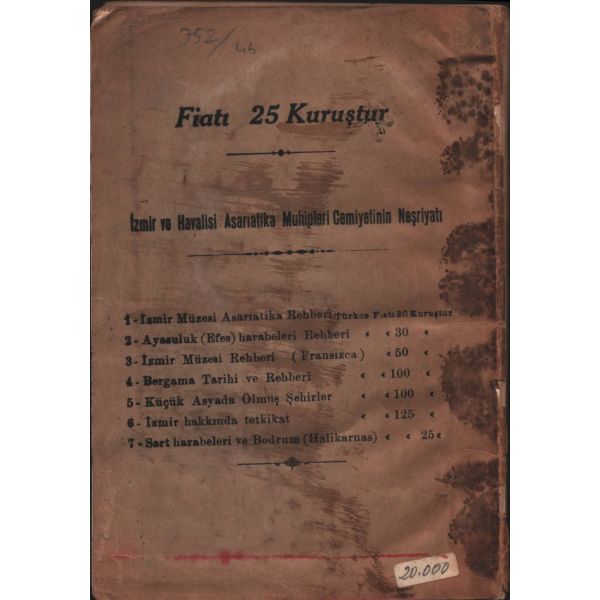 752/46
Fiatı 25 Kuruştur
İzmir ve Havalisi Asarıatika Muhipleri Cemiyetinin Neşriyatı
1 - İzmir Müzesi Asarıatika Rehberi Türkce Fiatı 30 Kuruştur
2 - Ayasuluk (Efes) harabeleri Rehberi « « 30 «
3 - İzmir Müzesi Rehberi (Fransızca) « 50 «
4 - Bergama Tarihi ve Rehberi « « 100 «
5 - Küçük Asyada Ölmüş Şehirler « « 100 «
6 - İzmir hakkında tetkikat « « 125 «
7 - Sart harabeleri ve Bodrum (Halikarnas) « « 25 «
20.000